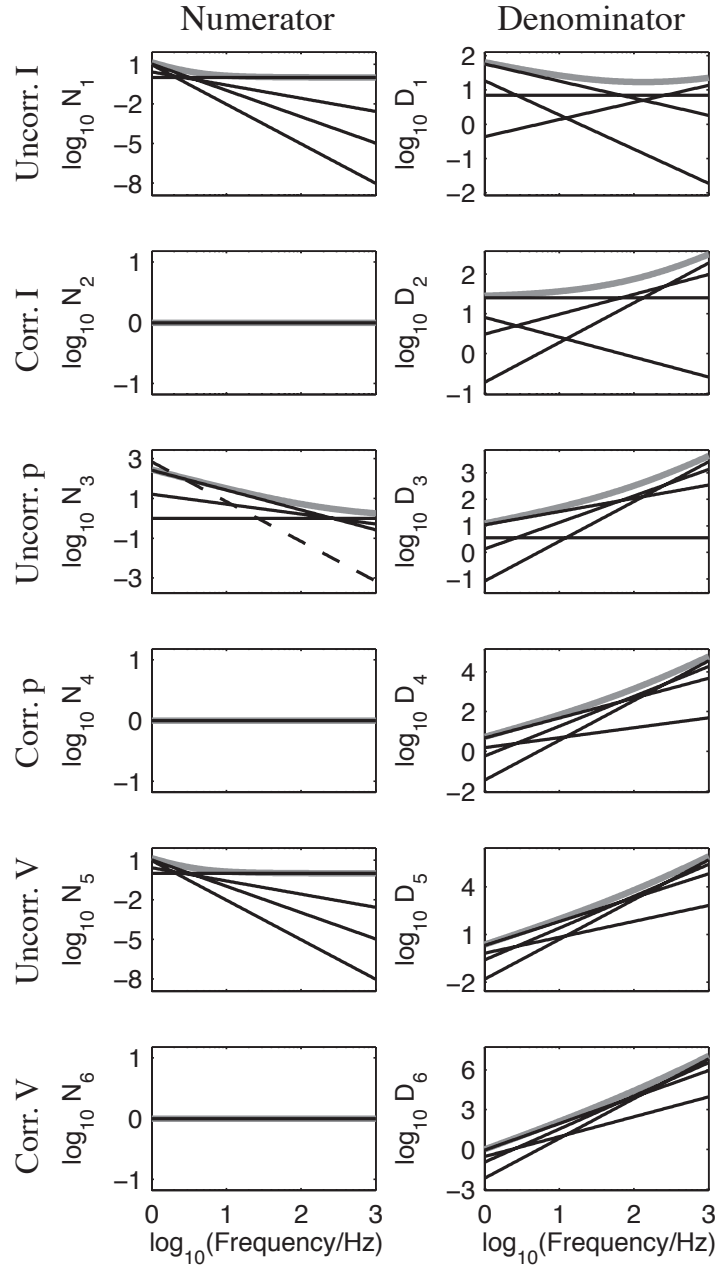 Numerator Denominator
Uncorr. I
log10 N1
1
−2
−5
−8
log10 D1
2
1
0
−1
−2
Corr. I
log10 N2
1
0
−1
log10 D2
2
1
0
−1
Uncorr. p
log10 N3
3
1
−1
−3
log10 D3
3
2
1
0
−1
Corr. p
log10 N4
1
0
−1
log10 D4
4
2
0
−2
Uncorr. V
log10 N5
1
−2
−5
−8
log10 D5
4
1
−2
Corr. V
log10 N6
1
0
−1
log10 D6
6
3
0
−3
0 1 2 3 0 1 2 3
log10(Frequency/Hz) log10(Frequency/Hz)